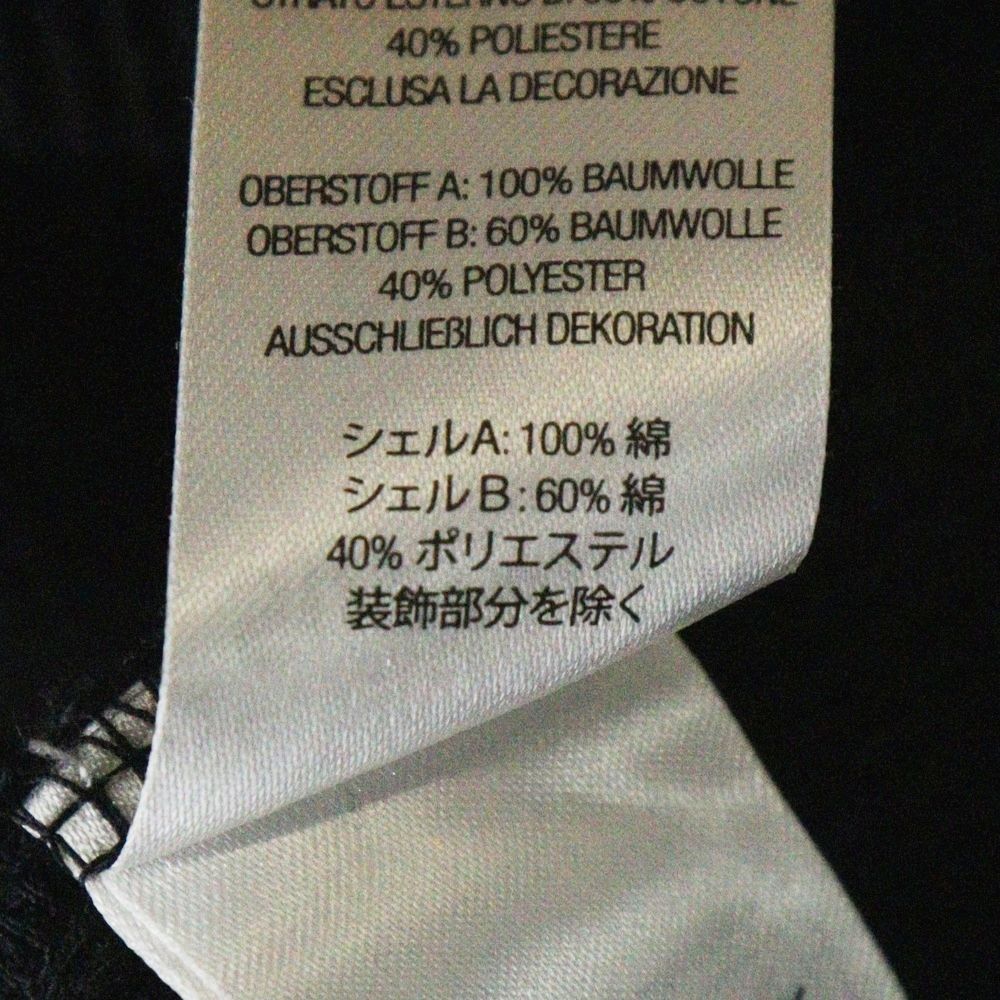 40% POLIESTERE
ESCLUSA LA DECORAZIONE
OBERSTOFF A: 100% BAUMWOLLE
OBERSTOFF B: 60% BAUMWOLLE
40% POLYESTER
AUSSCHLIEßLICH DEKORATION
シェルA: 100% 綿
シェルB: 60% 綿
40% ポリエステル
装飾部分を除く